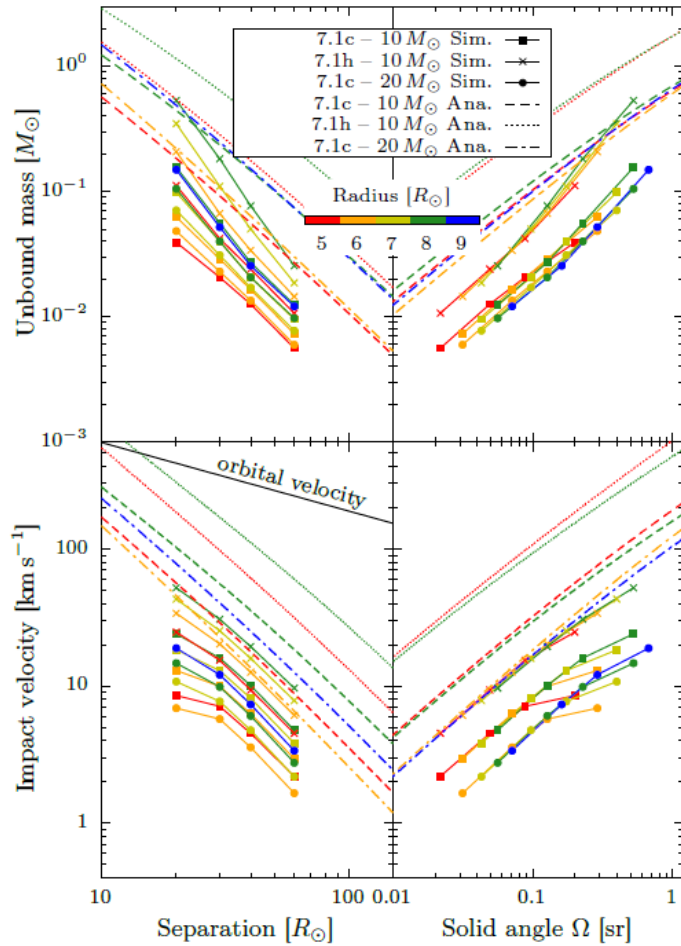 7.1c – 10 M⊙ Sim.
7.1h – 10 M⊙ Sim.
7.1c – 20 M⊙ Sim.
7.1c – 10 M⊙ Ana.
7.1h – 10 M⊙ Ana.
7.1c – 20 M⊙ Ana.
Radius [R⊙]
5 6 7 8 9
Unbound mass [M⊙]
10⁰
10⁻¹
10⁻²
10⁻³
orbital velocity
Impact velocity [km s⁻¹]
100
10
1
10 100 0.01 0.1 1
Separation [R⊙] Solid angle Ω [sr]